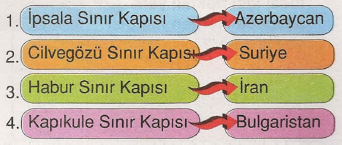 1. İpsala Sınır Kapısı Azerbaycan
2. Cilvegözü Sınır Kapısı Suriye
3. Habur Sınır Kapısı İran
4. Kapıkule Sınır Kapısı Bulgaristan